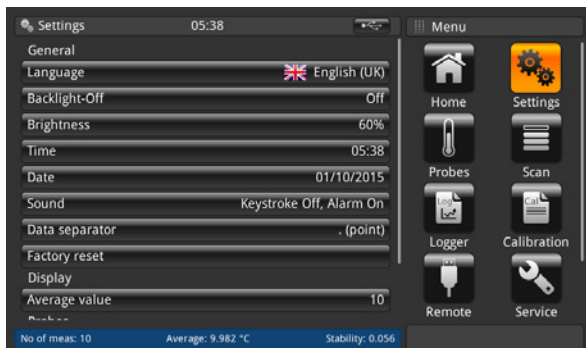 Settings 05:38
General
Language English (UK)
Backlight-Off Off
Brightness 60%
Time 05:38
Date 01/10/2015
Sound Keystroke Off, Alarm On
Data separator . (point)
Factory reset
Display
Average value 10
No of meas: 10 Average: 9.982 °C Stability: 0.056
Menu
Home Settings
Probes Scan
Log Cal
Logger Calibration
Remote Service